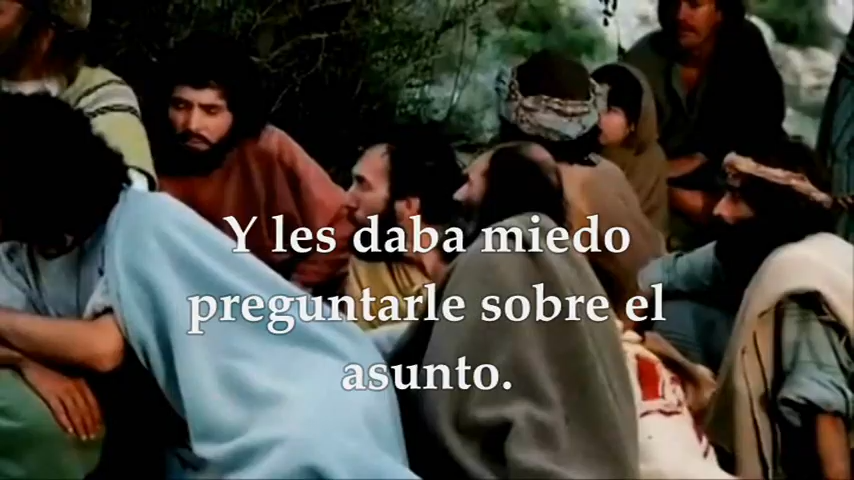 Y les daba miedo
preguntarle sobre el
asunto.